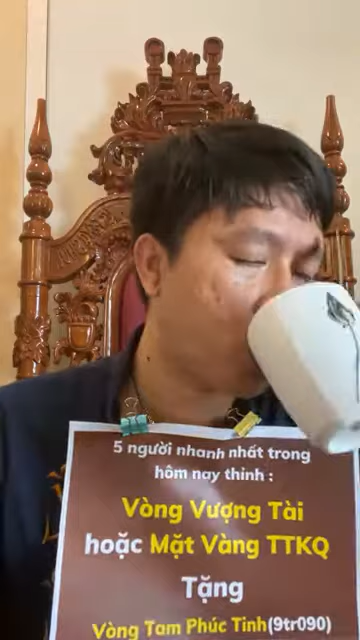 5 người nhanh nhất trong
hôm nay thỉnh :
Vòng Vượng Tài
hoặc Mặt Vàng TTKQ
Tặng
Vòng Tam Phúc Tinh(9tr090)